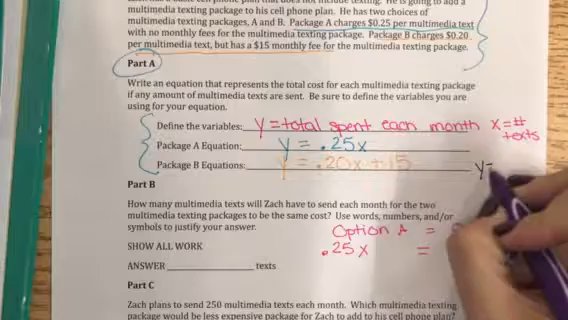 multimedia texting package to his cell phone plan. He has two choices of
multimedia texting packages, A and B. Package A charges $0.25 per multimedia text
with no monthly fees for the multimedia texting package. Package B charges $0.20
per multimedia text, but has a $15 monthly fee for the multimedia texting package.
Part A
Write an equation that represents the total cost for each multimedia texting package
if any amount of multimedia texts are sent. Be sure to define the variables you are
using for your equation.
Define the variables: y = total spent each month x = # texts
Package A Equation: y = .25x
Package B Equations: y = .20x + 15 y=
Part B
How many multimedia texts will Zach have to send each month for the two
multimedia texting packages to be the same cost? Use words, numbers, and/or
symbols to justify your answer.
Option A =
SHOW ALL WORK .25x =
ANSWER ______________ texts
Part C
Zach plans to send 250 multimedia texts each month. Which multimedia texting
package would be less expensive package for Zach to add to his cell phone plan?